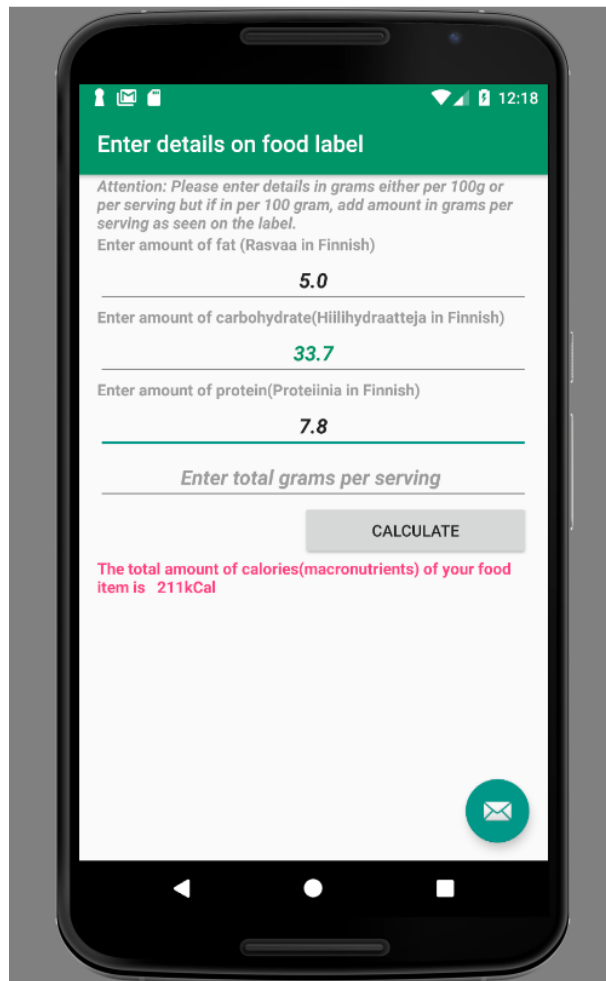 12:18
Enter details on food label
Attention: Please enter details in grams either per 100g or
per serving but if in per 100 gram, add amount in grams per
serving as seen on the label.
Enter amount of fat (Rasvaa in Finnish)
5.0
Enter amount of carbohydrate(Hiilihydraatteja in Finnish)
33.7
Enter amount of protein(Proteiinia in Finnish)
7.8
Enter total grams per serving
CALCULATE
The total amount of calories(macronutrients) of your food
item is 211kCal